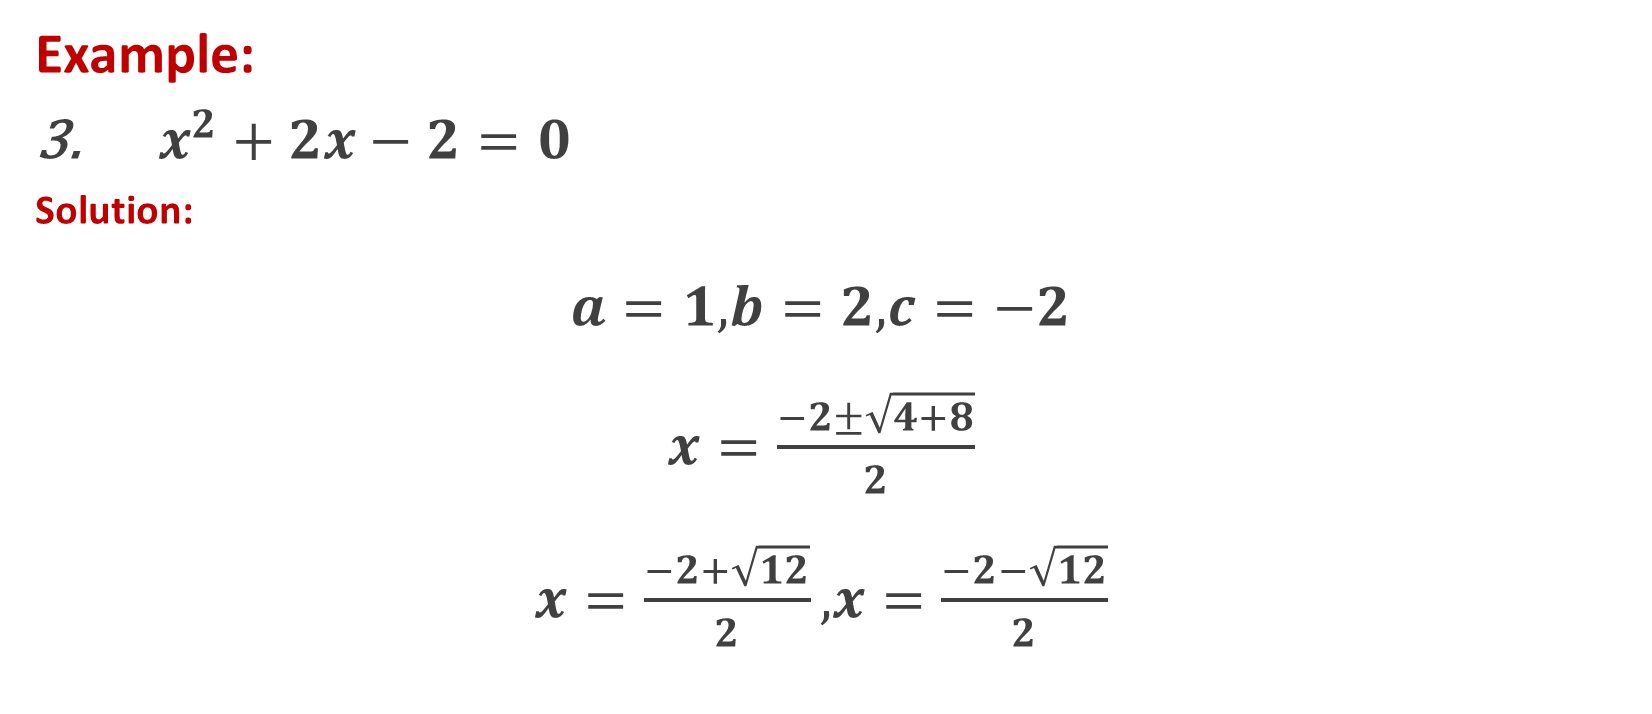 Example:
3. x² + 2x − 2 = 0
Solution:
a = 1,b = 2,c = −2
x = (−2±√(4+8))/2
x = (−2+√12)/2 ,x = (−2−√12)/2